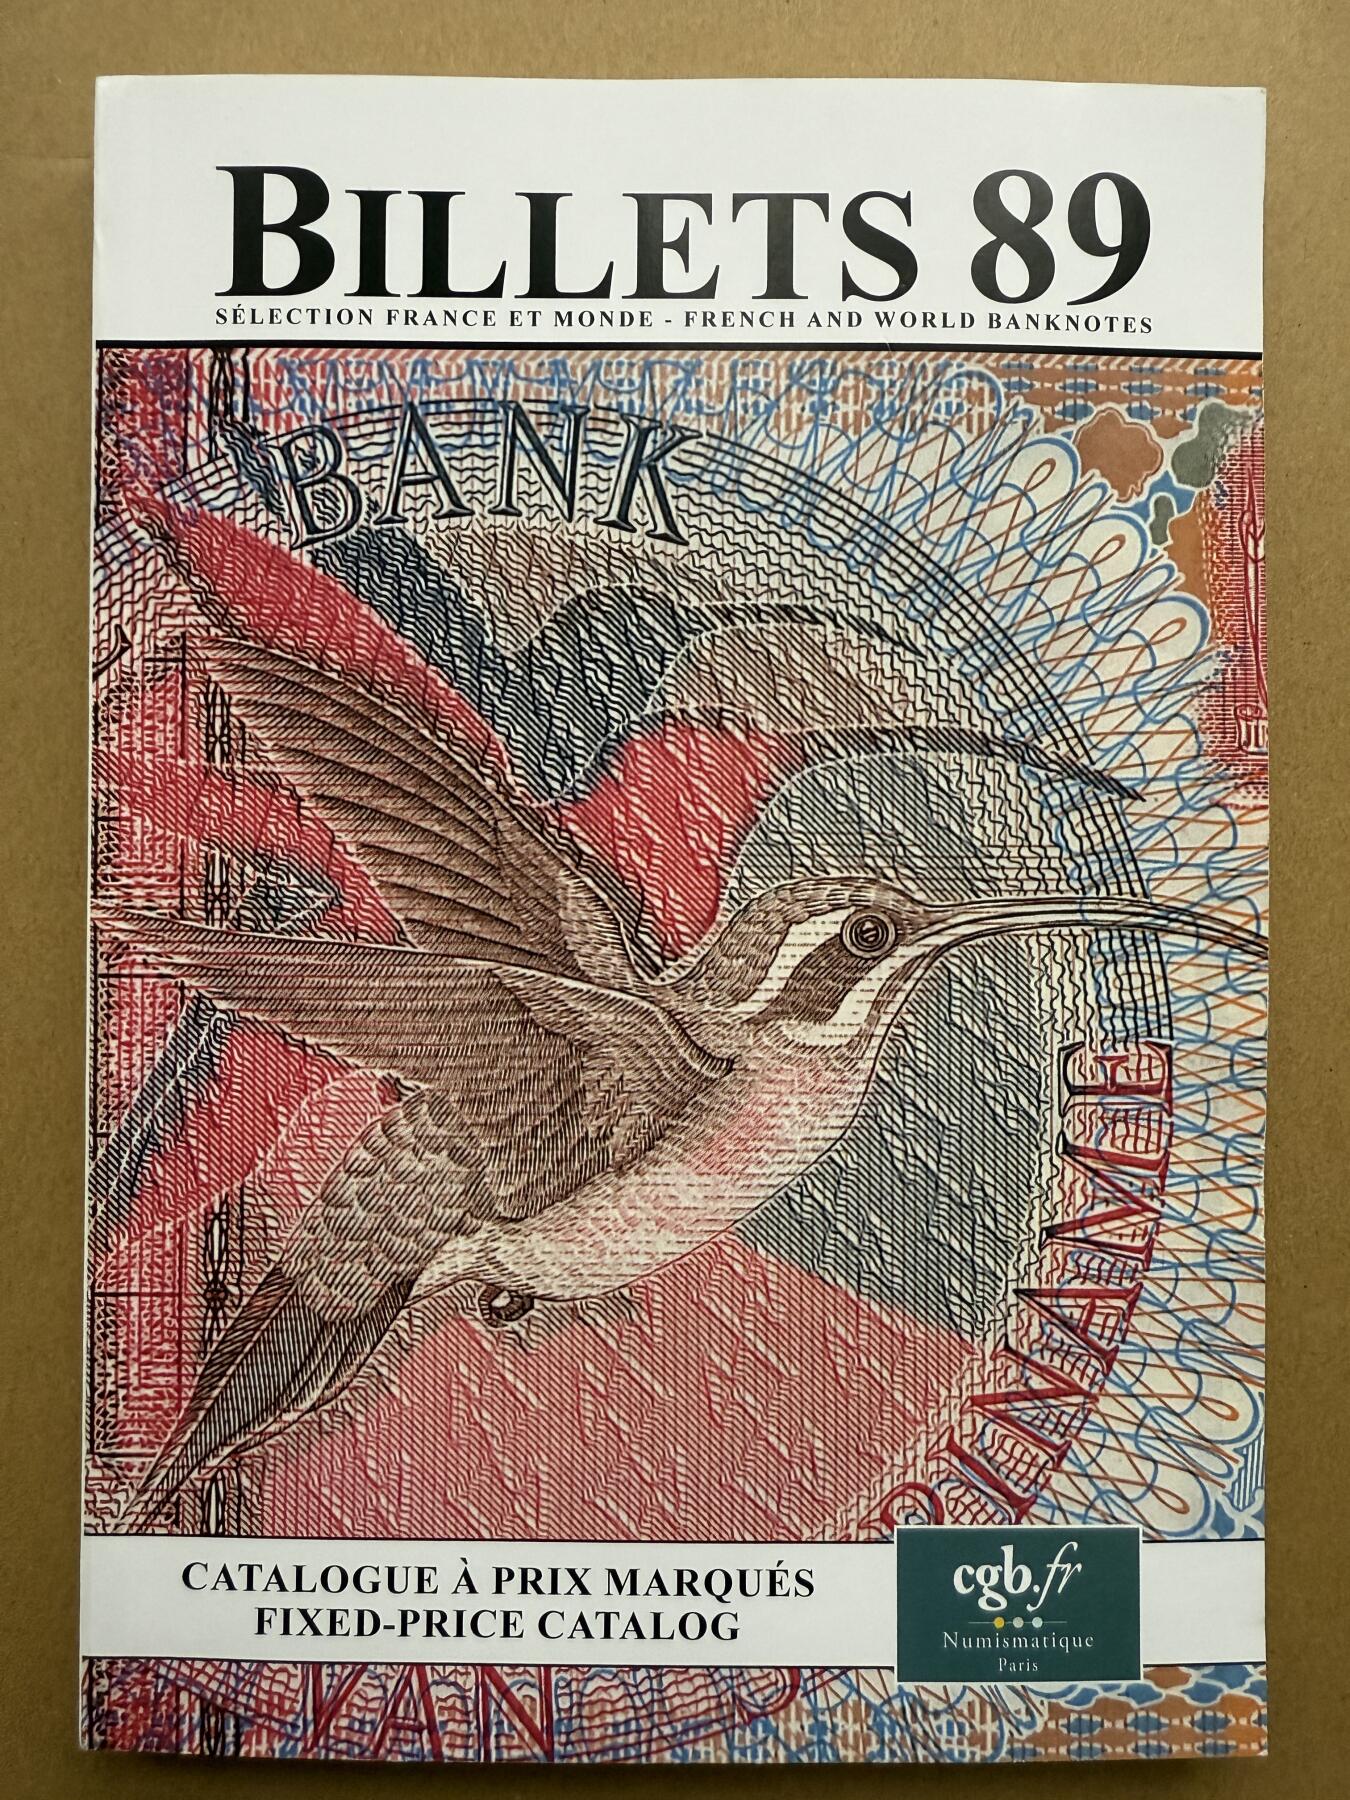 BILLETS 89
SÉLECTION FRANCE ET MONDE - FRENCH AND WORLD BANKNOTES
BANK
SURINAME
CATALOGUE À PRIX MARQUÉS
FIXED-PRICE CATALOG
cgb.fr
Numismatique
Paris
VAN S